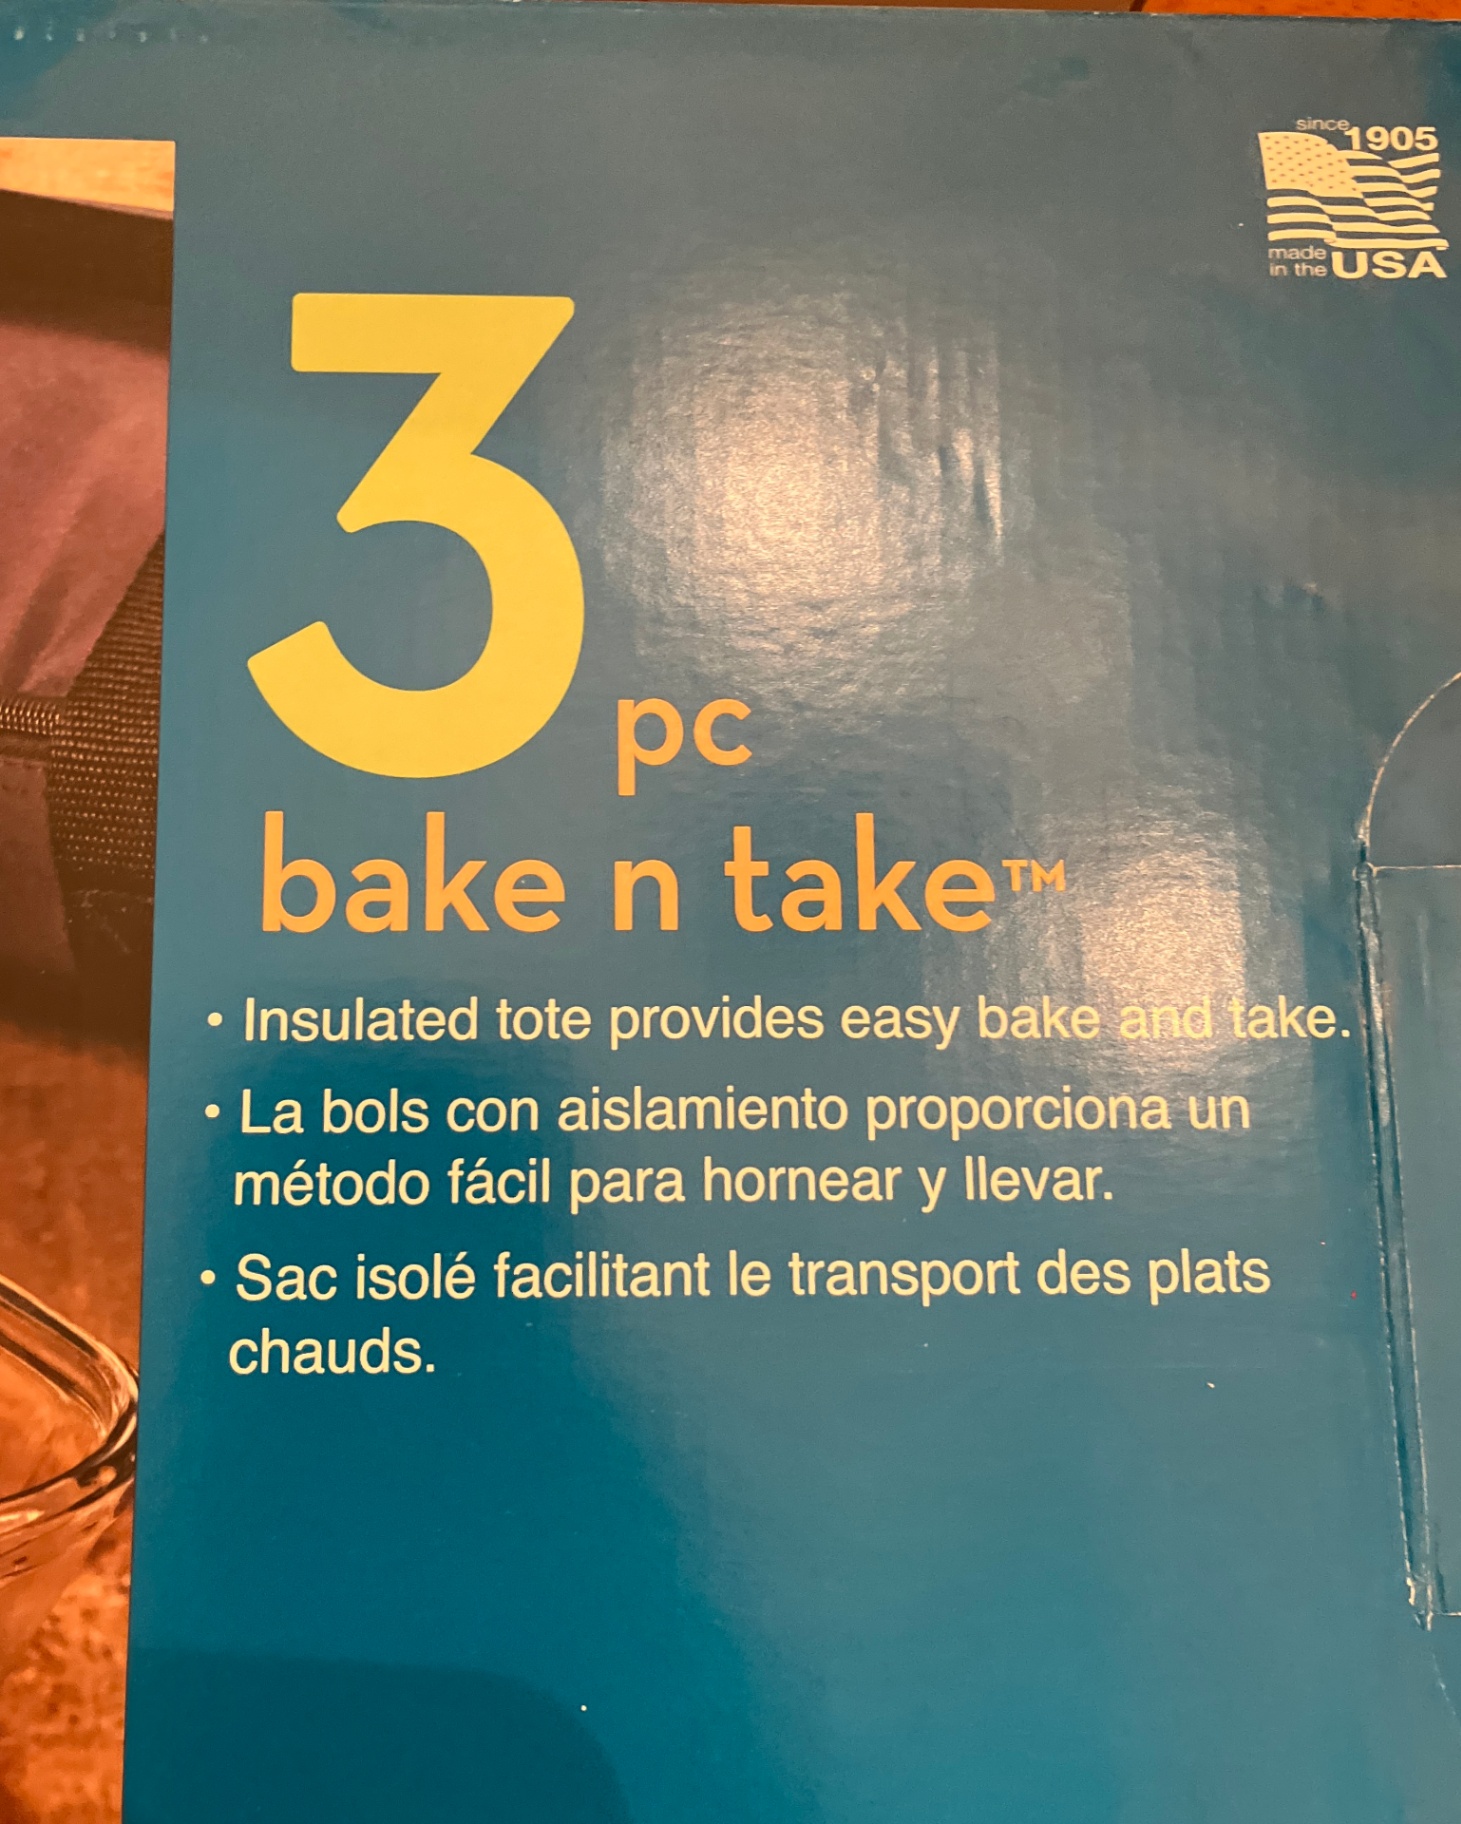 since 1905
made
in the USA
3 pc
bake n take™
• Insulated tote provides easy bake and take.
• La bols con aislamiento proporciona un
método fácil para hornear y llevar.
• Sac isolé facilitant le transport des plats
chauds.